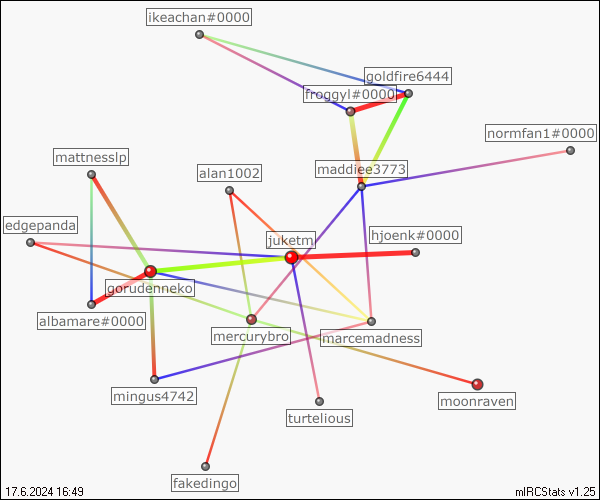 ikeachan#0000
goldfire6444
froggyl#0000
normfan1#0000
mattnesslp
alan1002
maddiee3773
edgepanda
juketm
hjoenk#0000
gorudenneko
albamare#0000
mercurybro
marcemadness
mingus4742
turtelious
moonraven
fakedingo
17.6.2024 16:49
mIRCStats v1.25